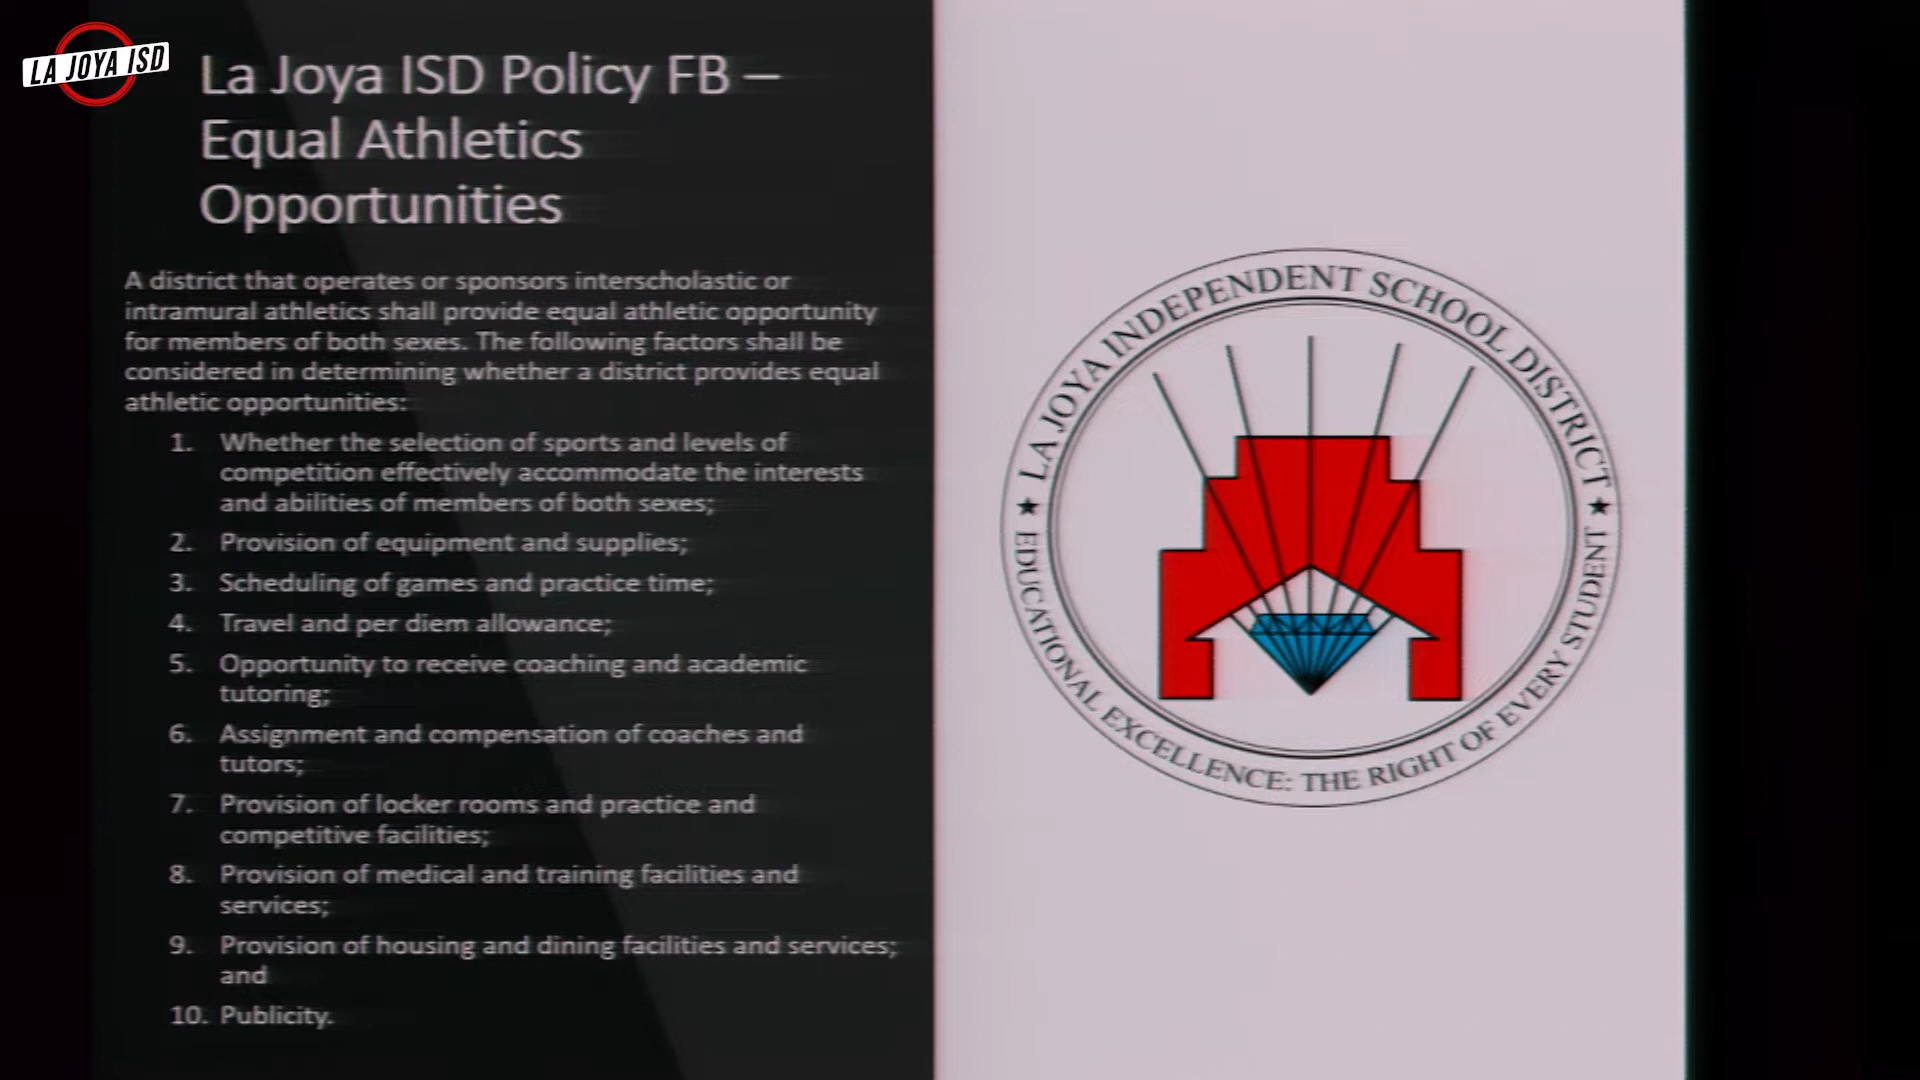 LA JOYA ISD
La Joya ISD Policy FB –
Equal Athletics
Opportunities
A district that operates or sponsors interscholastic or
intramural athletics shall provide equal athletic opportunity
for members of both sexes. The following factors shall be
considered in determining whether a district provides equal
athletic opportunities:
1. Whether the selection of sports and levels of
competition effectively accommodate the interests
and abilities of members of both sexes;
2. Provision of equipment and supplies;
3. Scheduling of games and practice time;
4. Travel and per diem allowance;
5. Opportunity to receive coaching and academic
tutoring;
6. Assignment and compensation of coaches and
tutors;
7. Provision of locker rooms and practice and
competitive facilities;
8. Provision of medical and training facilities and
services;
9. Provision of housing and dining facilities and services;
and
10. Publicity.
LA JOYA INDEPENDENT SCHOOL DISTRICT
EDUCATIONAL EXCELLENCE: THE RIGHT OF EVERY STUDENT